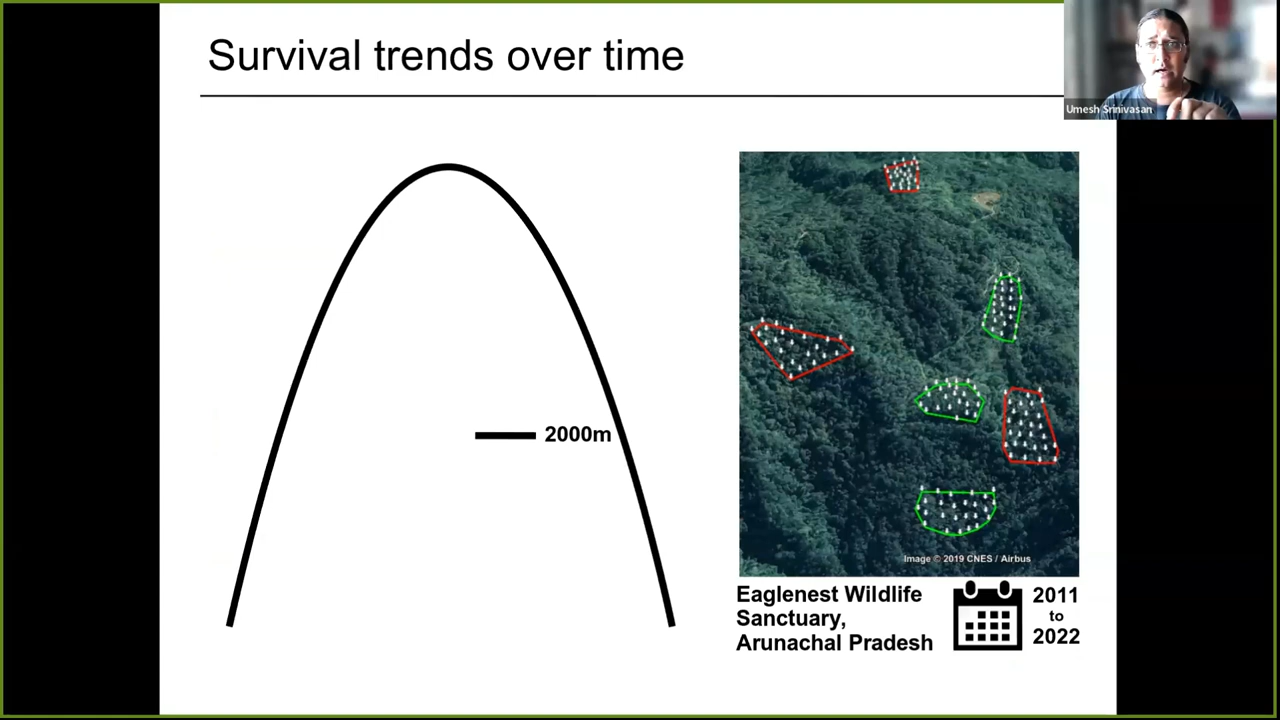 Survival trends over time
Umesh Srinivasan
2000m
Image © 2019 CNES / Airbus
Eaglenest Wildlife
Sanctuary,
Arunachal Pradesh
2011
to
2022